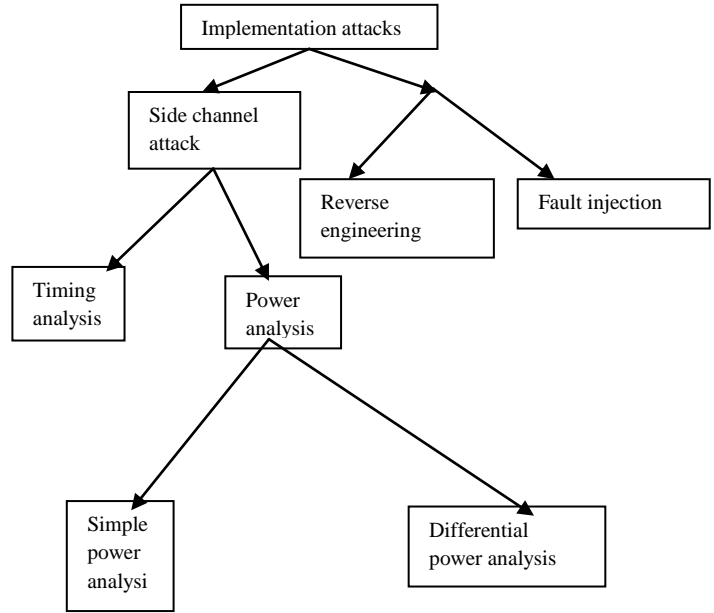 Implementation attacks
Side channel
attack
Reverse
engineering
Fault injection
Timing
analysis
Power
analysis
Simple
power
analysi
Differential
power analysis